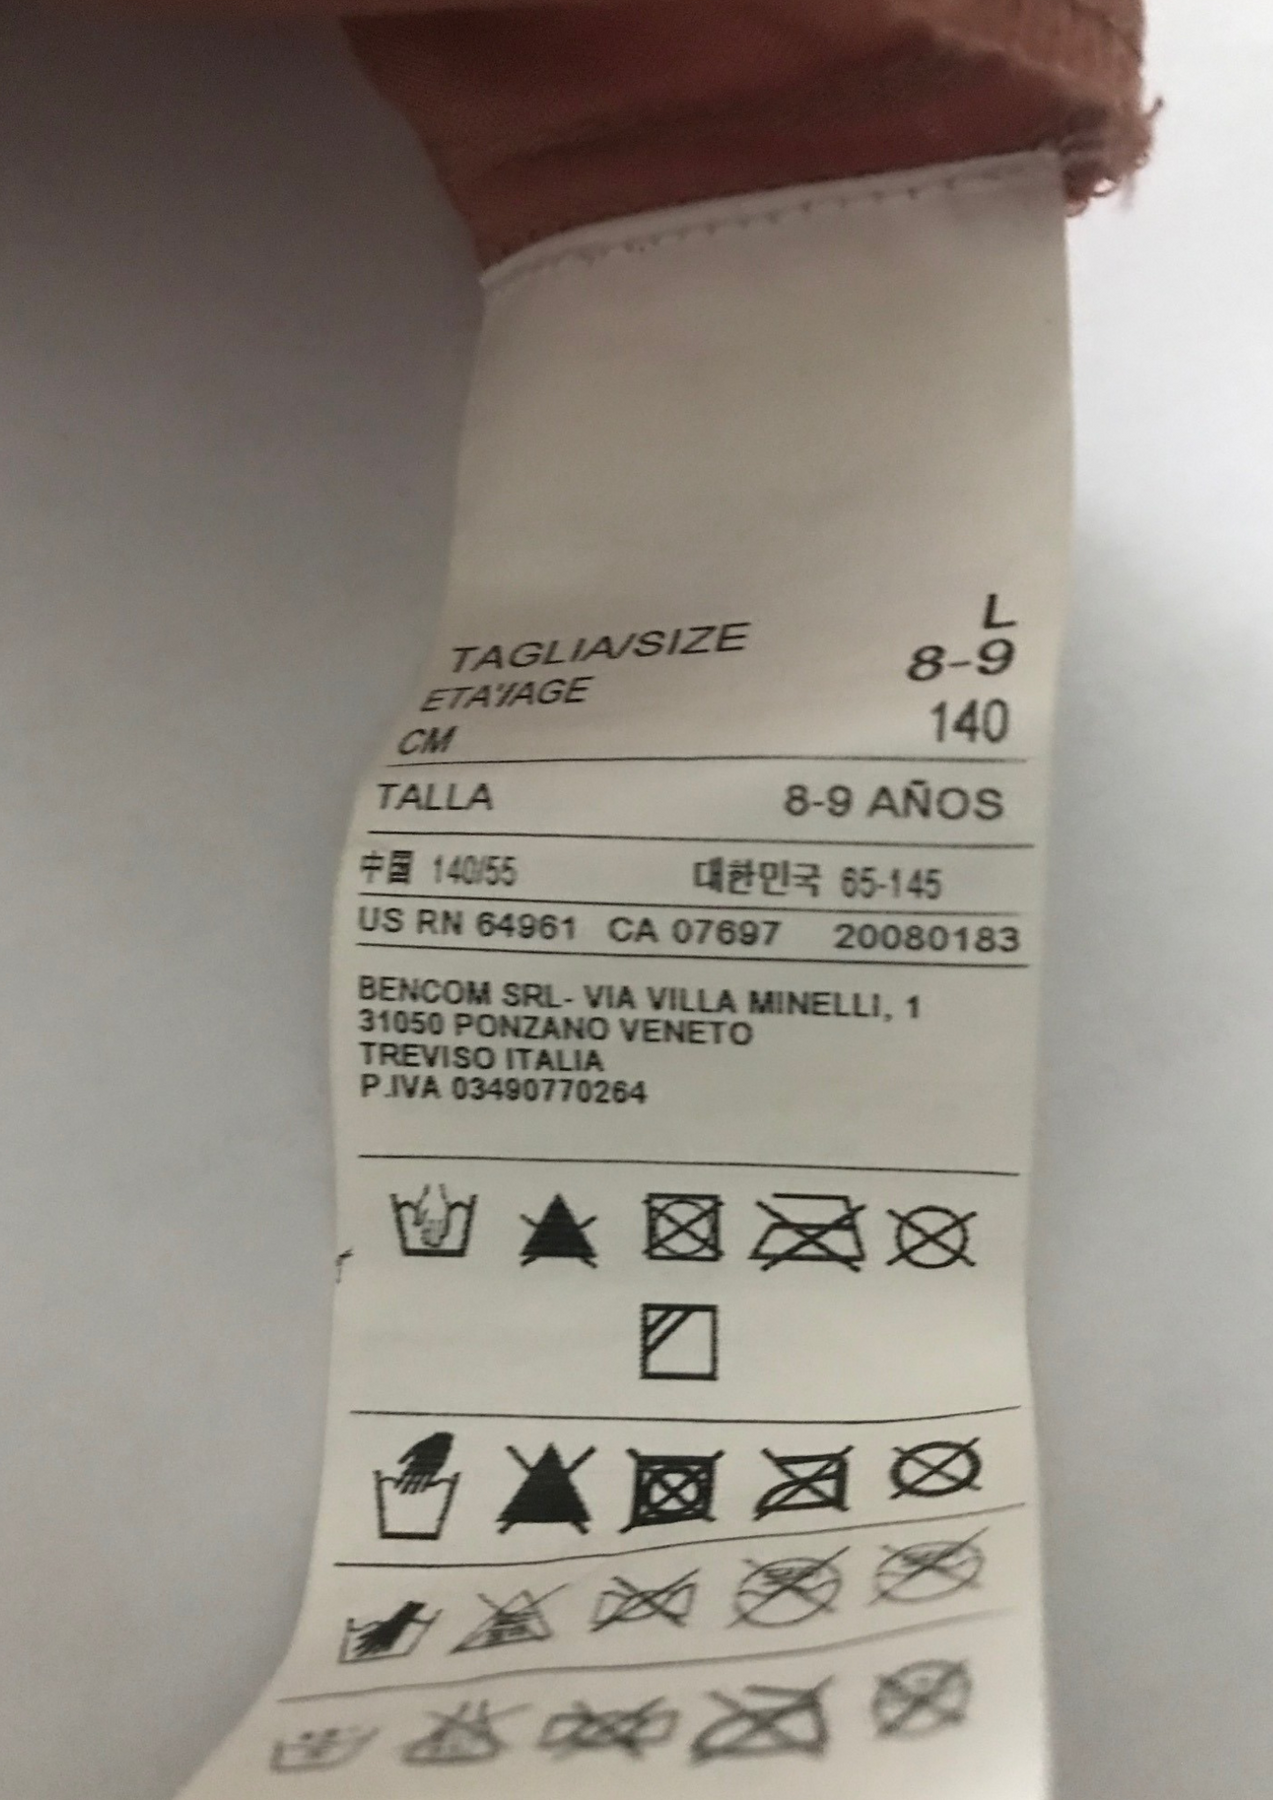 L
TAGLIA/SIZE 8-9
ETA'/AGE 140
CM
TALLA 8-9 AÑOS
中国 140/55 대한민국 65-145
US RN 64961 CA 07697 20080183
BENCOM SRL- VIA VILLA MINELLI, 1
31050 PONZANO VENETO
TREVISO ITALIA
P.IVA 03490770264